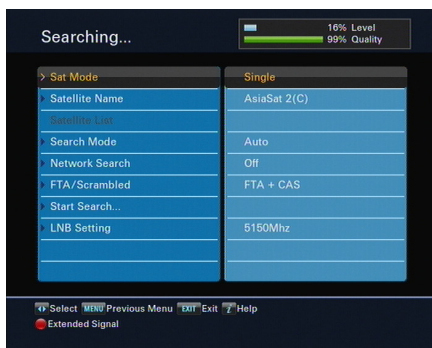 Searching...
16% Level
99% Quality
> Sat Mode Single
Satellite Name AsiaSat 2(C)
Satellite List
Search Mode Auto
Network Search Off
FTA/Scrambled FTA + CAS
Start Search...
LNB Setting 5150Mhz
Select MENU Previous Menu EXIT Exit i Help
Extended Signal